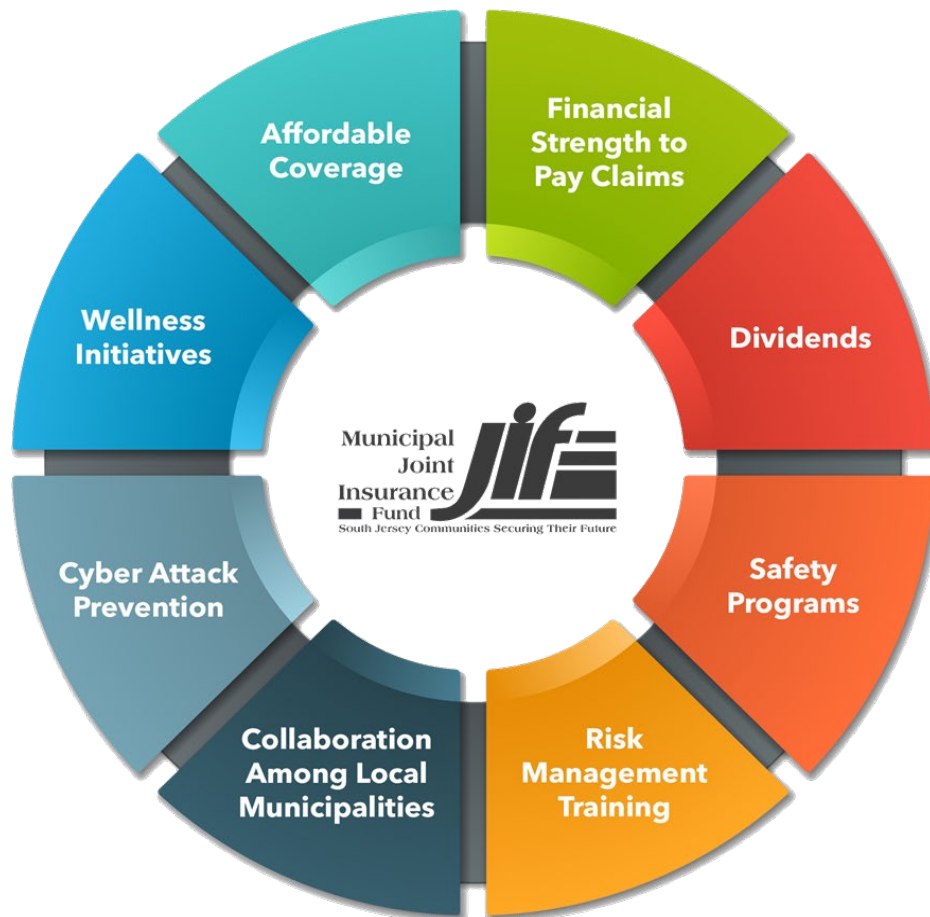 Affordable
Coverage
Financial
Strength to
Pay Claims
Dividends
Safety
Programs
Risk
Management
Training
Collaboration
Among Local
Municipalities
Cyber Attack
Prevention
Wellness
Initiatives
Municipal
Joint
Insurance
Fund
JIF
South Jersey Communities Securing Their Future